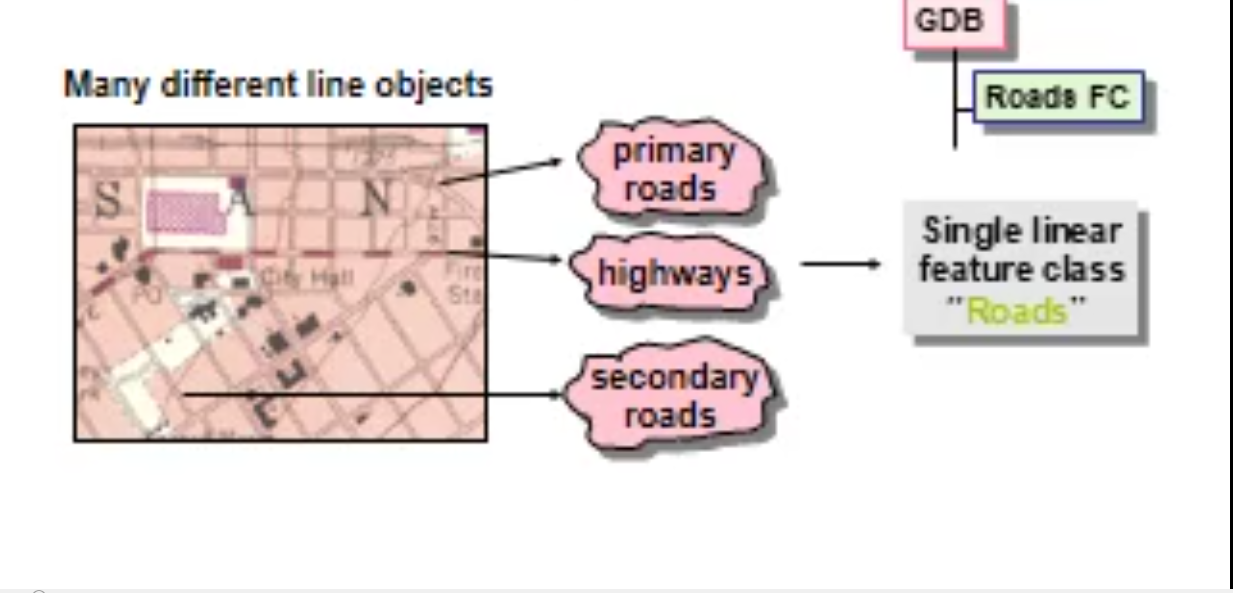 GDB
Many different line objects
Roads FC
primary
roads
S A N
highways
City Hall
PO
Fire
Sta
Single linear
feature class
"Roads"
secondary
roads